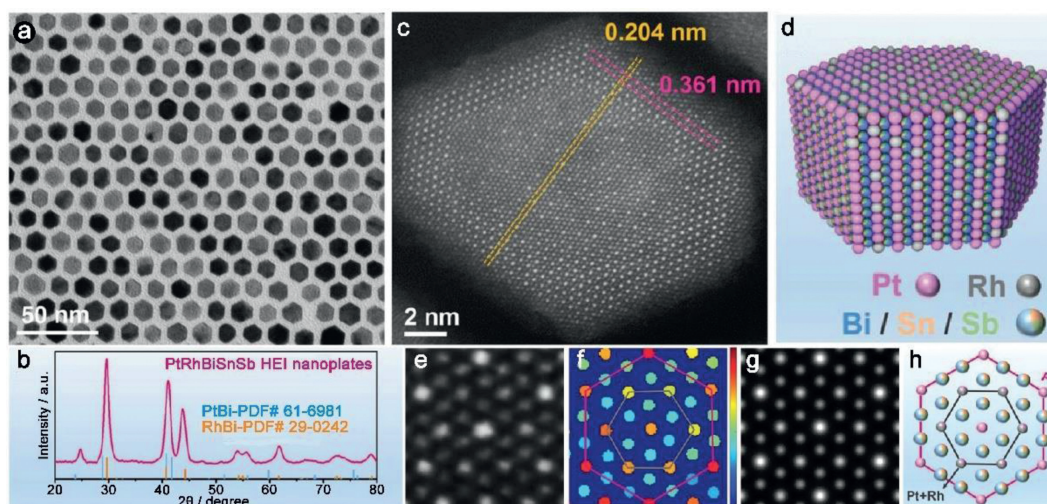 a
50 nm
c
0.204 nm
0.361 nm
2 nm
d
Pt
Rh
Bi / Sn / Sb
b
PtRhBiSnSb HEI nanoplates
PtBi-PDF# 61-6981
RhBi-PDF# 29-0242
Intensity / a.u.
20 30 40 50 60 70 80
2θ / degree
e
f
g
h
A
Pt+Rh